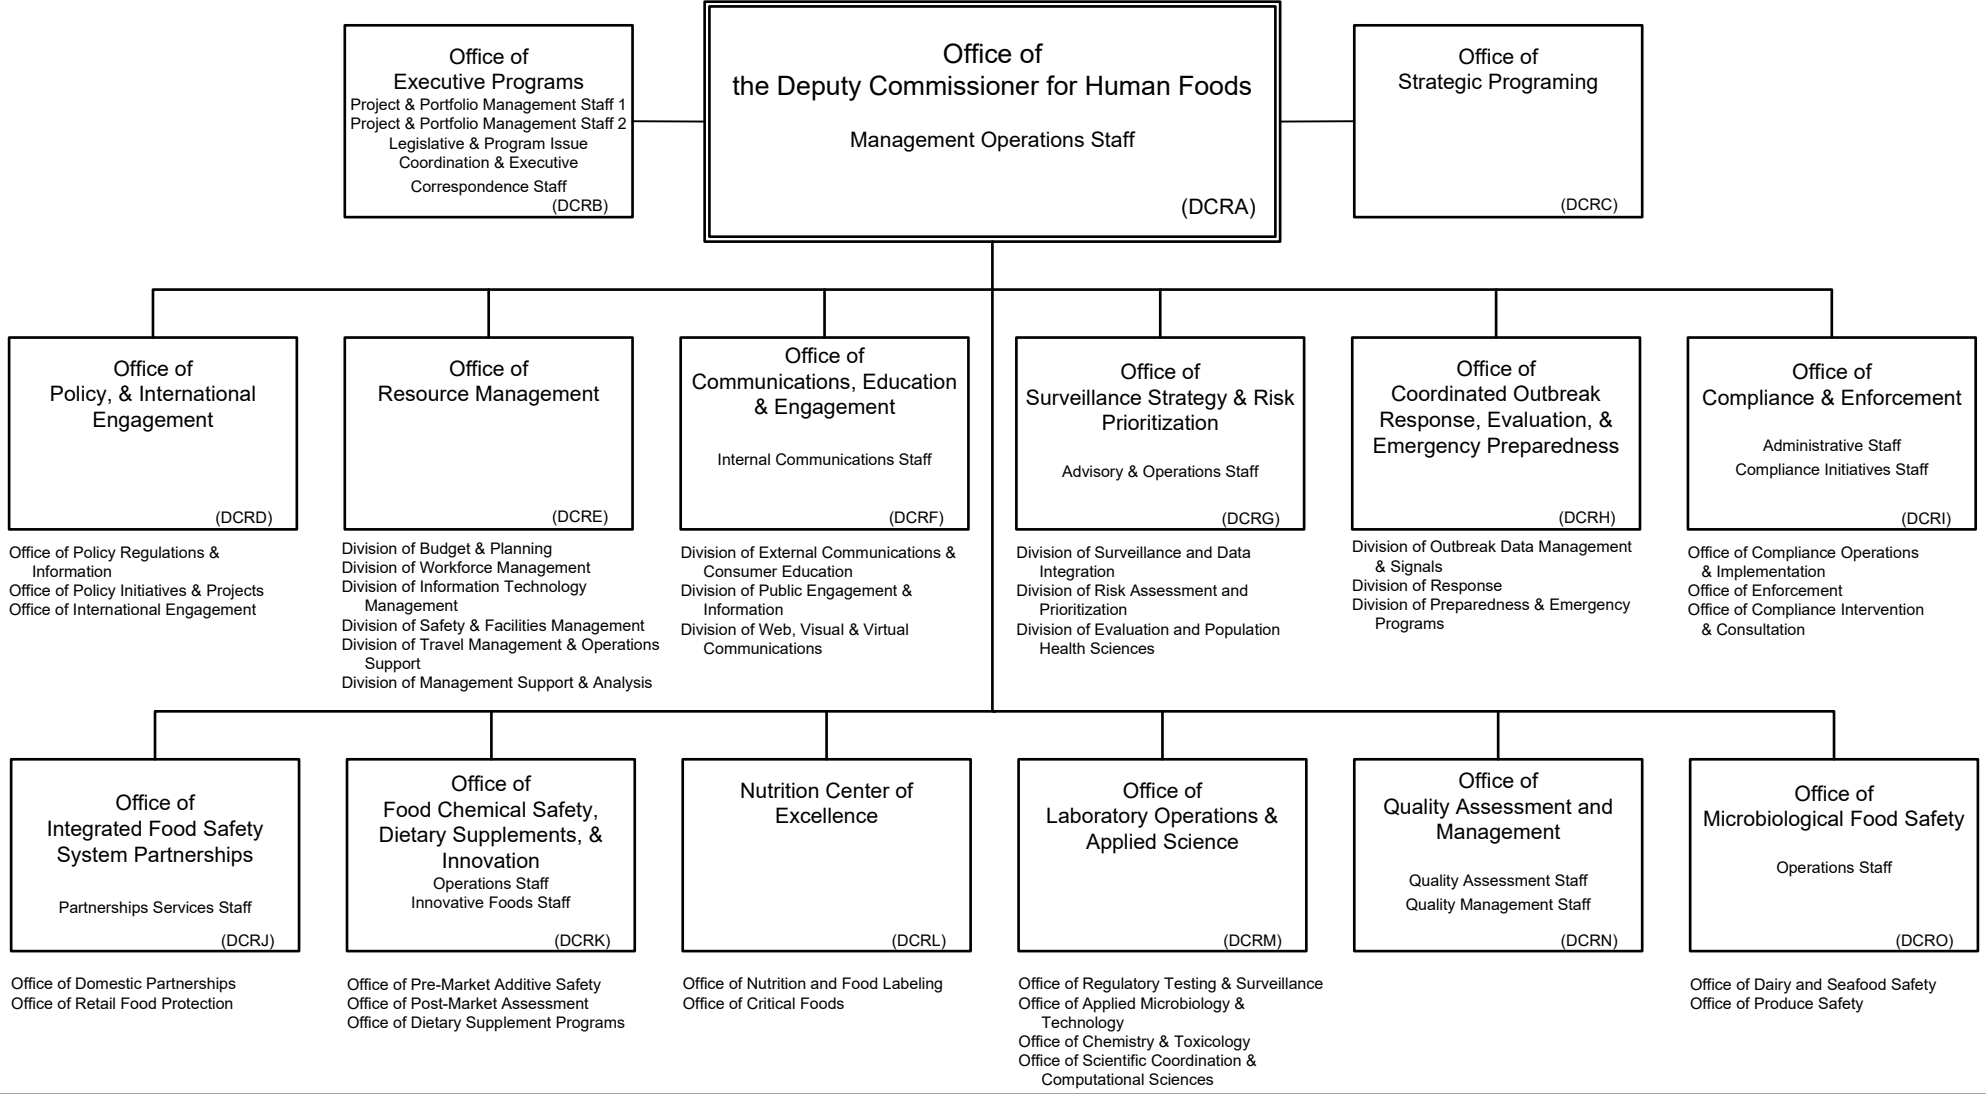 Office of
Executive Programs
Project & Portfolio Management Staff 1
Project & Portfolio Management Staff 2
Legislative & Program Issue
Coordination & Executive
Correspondence Staff
(DCRB)
Office of
the Deputy Commissioner for Human Foods
Management Operations Staff
(DCRA)
Office of
Strategic Programing
(DCRC)
Office of
Policy, & International
Engagement
(DCRD)
Office of Policy Regulations &
Information
Office of Policy Initiatives & Projects
Office of International Engagement
Office of
Resource Management
(DCRE)
Division of Budget & Planning
Division of Workforce Management
Division of Information Technology
Management
Division of Safety & Facilities Management
Division of Travel Management & Operations
Support
Division of Management Support & Analysis
Office of
Communications, Education
& Engagement
Internal Communications Staff
(DCRF)
Division of External Communications &
Consumer Education
Division of Public Engagement &
Information
Division of Web, Visual & Virtual
Communications
Office of
Surveillance Strategy & Risk
Prioritization
Advisory & Operations Staff
(DCRG)
Division of Surveillance and Data
Integration
Division of Risk Assessment and
Prioritization
Division of Evaluation and Population
Health Sciences
Office of
Coordinated Outbreak
Response, Evaluation, &
Emergency Preparedness
(DCRH)
Division of Outbreak Data Management
& Signals
Division of Response
Division of Preparedness & Emergency
Programs
Office of
Compliance & Enforcement
Administrative Staff
Compliance Initiatives Staff
(DCRI)
Office of Compliance Operations
& Implementation
Office of Enforcement
Office of Compliance Intervention
& Consultation
Office of
Integrated Food Safety
System Partnerships
Partnerships Services Staff
(DCRJ)
Office of Domestic Partnerships
Office of Retail Food Protection
Office of
Food Chemical Safety,
Dietary Supplements, &
Innovation
Operations Staff
Innovative Foods Staff
(DCRK)
Office of Pre-Market Additive Safety
Office of Post-Market Assessment
Office of Dietary Supplement Programs
Nutrition Center of
Excellence
(DCRL)
Office of Nutrition and Food Labeling
Office of Critical Foods
Office of
Laboratory Operations &
Applied Science
(DCRM)
Office of Regulatory Testing & Surveillance
Office of Applied Microbiology &
Technology
Office of Chemistry & Toxicology
Office of Scientific Coordination &
Computational Sciences
Office of
Quality Assessment and
Management
Quality Assessment Staff
Quality Management Staff
(DCRN)
Office of
Microbiological Food Safety
Operations Staff
(DCRO)
Office of Dairy and Seafood Safety
Office of Produce Safety